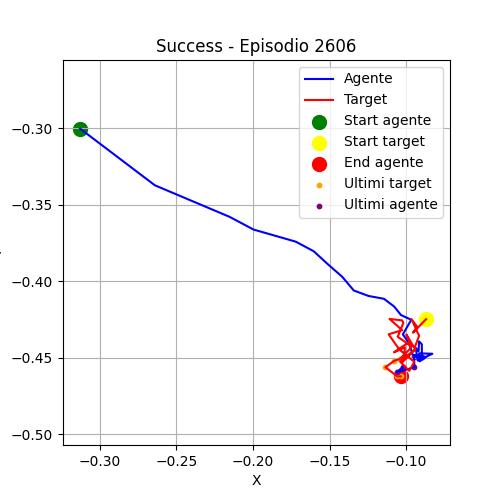 Success - Episodio 2606
Agente
Target
Start agente
Start target
End agente
Ultimi target
Ultimi agente
−0.30
−0.35
−0.40
−0.45
−0.50
−0.30 −0.25 −0.20 −0.15 −0.10
X